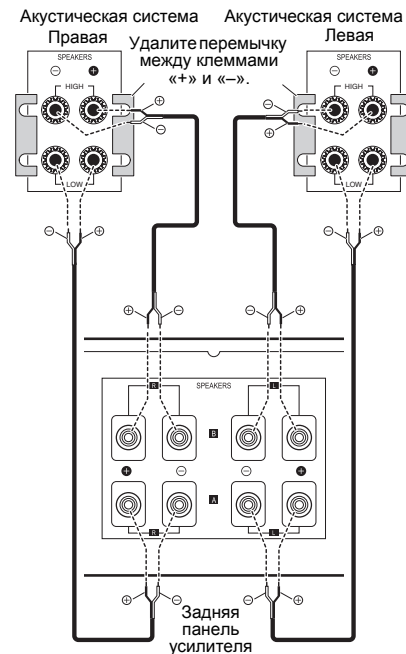 Акустическая система
Правая
Акустическая система
Левая
Удалите перемычку
между клеммами
«+» и «–».
SPEAKERS
⊖ ⊕
HIGH
LOW
SPEAKERS
⊖ ⊕
HIGH
LOW
⊕
⊖
⊖
⊕
⊖ ⊕
⊖ ⊕
⊕ ⊖
⊖ ⊕
SPEAKERS
R L
B
⊕ ⊖ ⊖ ⊕
A
R L
⊕ ⊖
⊖ ⊕
Задняя
панель
усилителя